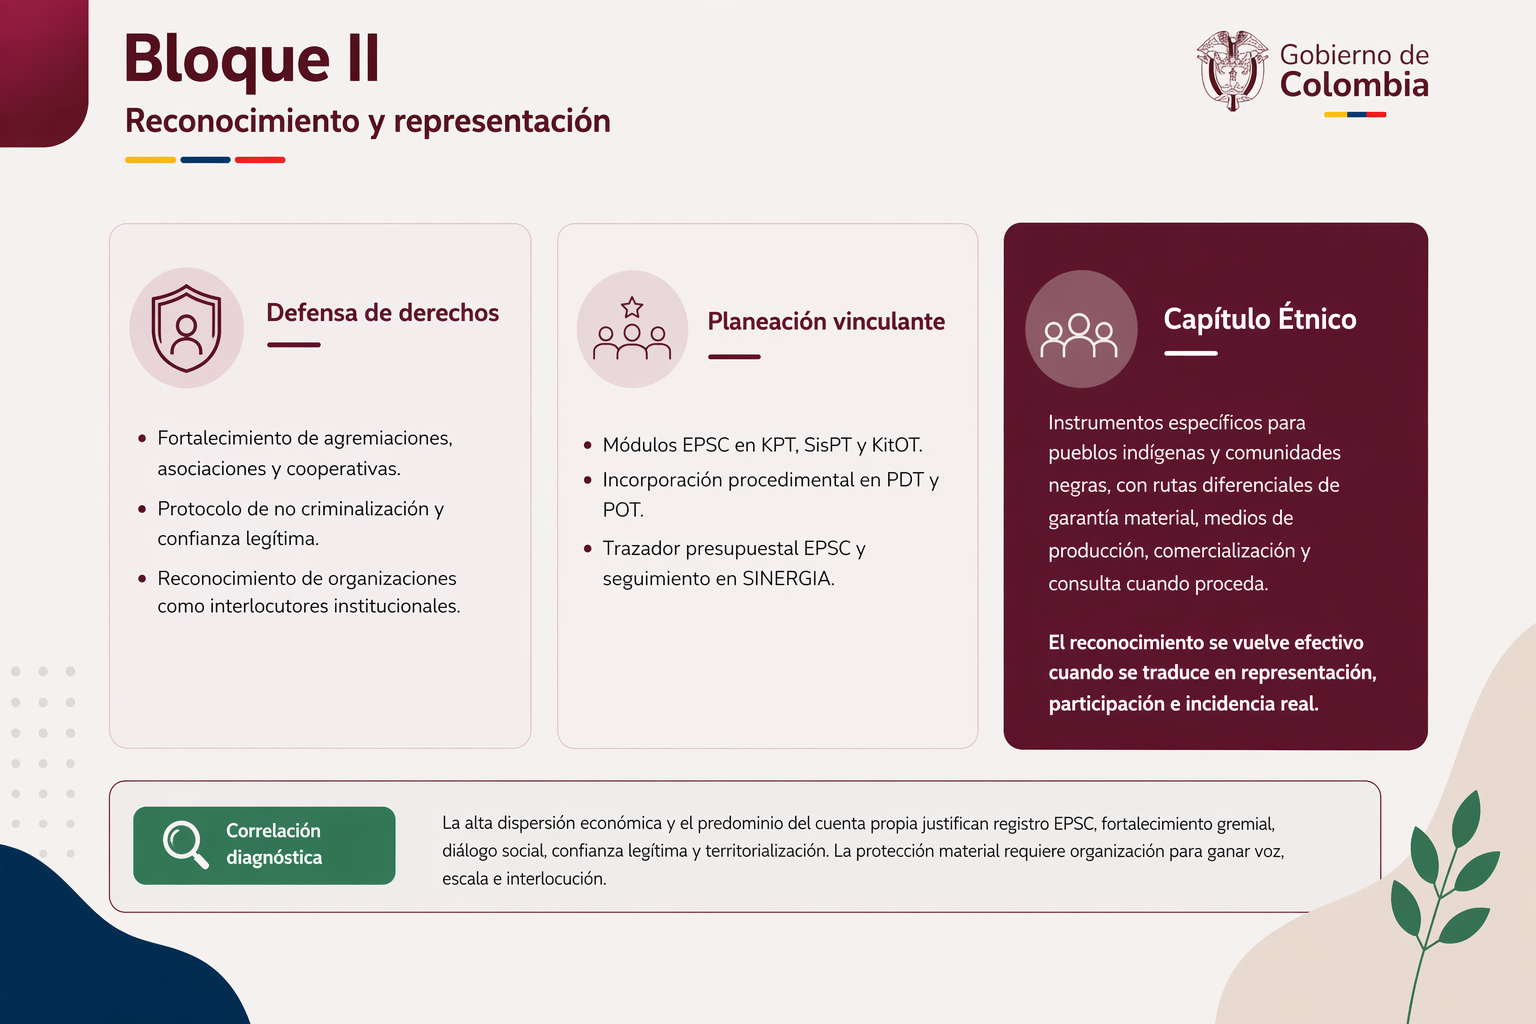 Bloque II
Reconocimiento y representación
Gobierno de
Colombia
Defensa de derechos
Fortalecimiento de agremiaciones,
asociaciones y cooperativas.
Protocolo de no criminalización y
confianza legítima.
Reconocimiento de organizaciones
como interlocutores institucionales.
Planeación vinculante
Módulos EPSC en KPT, SisPT y KitOT.
Incorporación procedimental en PDT y
POT.
Trazador presupuestal EPSC y
seguimiento en SINERGIA.
Capítulo Étnico
Instrumentos específicos para
pueblos indígenas y comunidades
negras, con rutas diferenciales de
garantía material, medios de
producción, comercialización y
consulta cuando proceda.
El reconocimiento se vuelve efectivo
cuando se traduce en representación,
participación e incidencia real.
Correlación
diagnóstica
La alta dispersión económica y el predominio del cuenta propia justifican registro EPSC, fortalecimiento gremial,
diálogo social, confianza legítima y territorialización. La protección material requiere organización para ganar voz,
escala e interlocución.